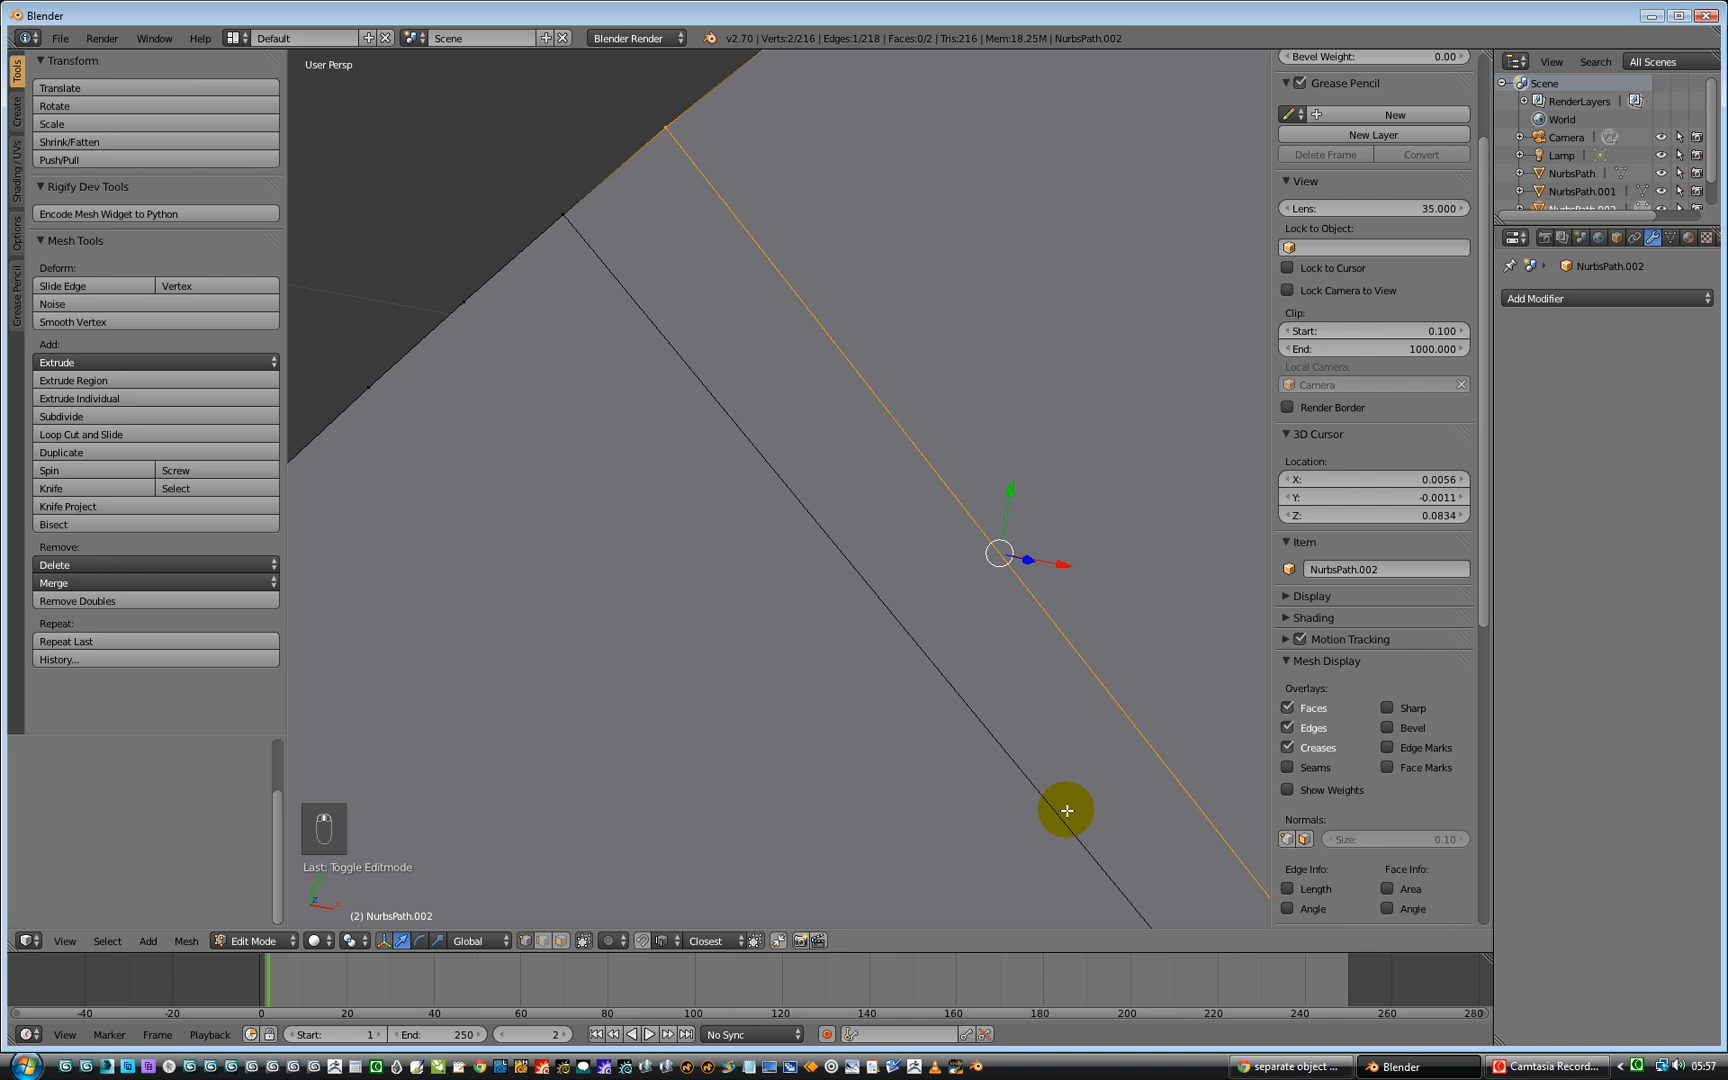 Blender
File Render Window Help Default Scene Blender Render v2.70 | Verts:2/216 | Edges:1/218 | Faces:0/2 | Tris:216 | Mem:18.25M | NurbsPath.002
Tools
Create
Shading / UVs
Options
Grease Pencil
Transform
Translate
Rotate
Scale
Shrink/Fatten
Push/Pull
Rigify Dev Tools
Encode Mesh Widget to Python
Mesh Tools
Deform:
Slide Edge Vertex
Noise
Smooth Vertex
Add:
Extrude
Extrude Region
Extrude Individual
Subdivide
Loop Cut and Slide
Duplicate
Spin Screw
Knife Select
Knife Project
Bisect
Remove:
Delete
Merge
Remove Doubles
Repeat:
Repeat Last
History...
User Persp
Last: Toggle Editmode
z x
(2) NurbsPath.002
Bevel Weight: 0.00
Grease Pencil
New
New Layer
Delete Frame Convert
View
Lens: 35.000
Lock to Object:
Lock to Cursor
Lock Camera to View
Clip:
Start: 0.100
End: 1000.000
Local Camera:
Camera
Render Border
3D Cursor
Location:
X: 0.0056
Y: -0.0011
Z: 0.0834
Item
NurbsPath.002
Display
Shading
Motion Tracking
Mesh Display
Overlays:
Faces Sharp
Edges Bevel
Creases Edge Marks
Seams Face Marks
Show Weights
Normals:
Size: 0.10
Edge Info: Face Info:
Length Area
Angle Angle
View Search All Scenes
Scene
RenderLayers
World
Camera
Lamp
NurbsPath
NurbsPath.001
NurbsPath.002
NurbsPath.002
Add Modifier
View Select Add Mesh Edit Mode Global Closest
-40 -20 0 20 40 60 80 100 120 140 160 180 200 220 240 260 280
View Marker Frame Playback Start: 1 End: 250 2 No Sync
separate object ... Blender Camtasia Record... 05:57